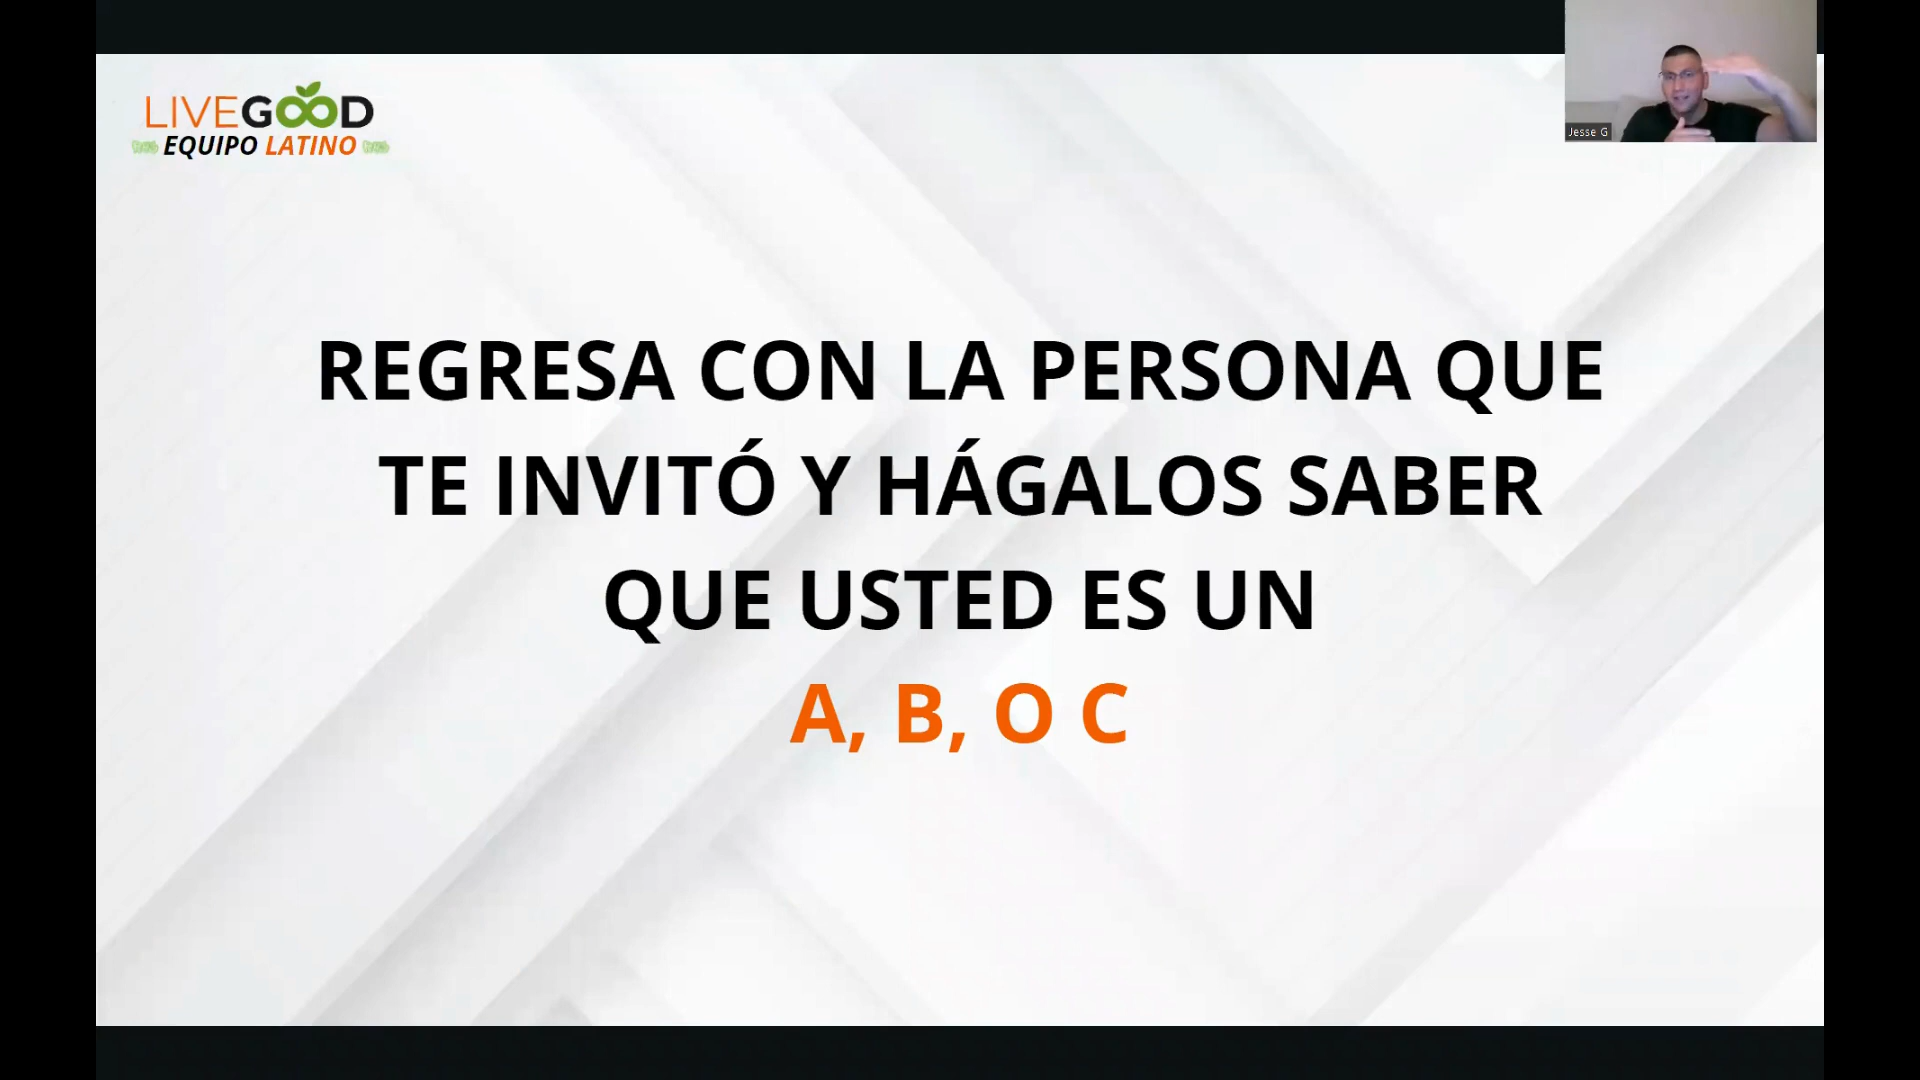 LIVEGOOD
EQUIPO LATINO
Jesse G
REGRESA CON LA PERSONA QUE
TE INVITÓ Y HÁGALOS SABER
QUE USTED ES UN
A, B, O C